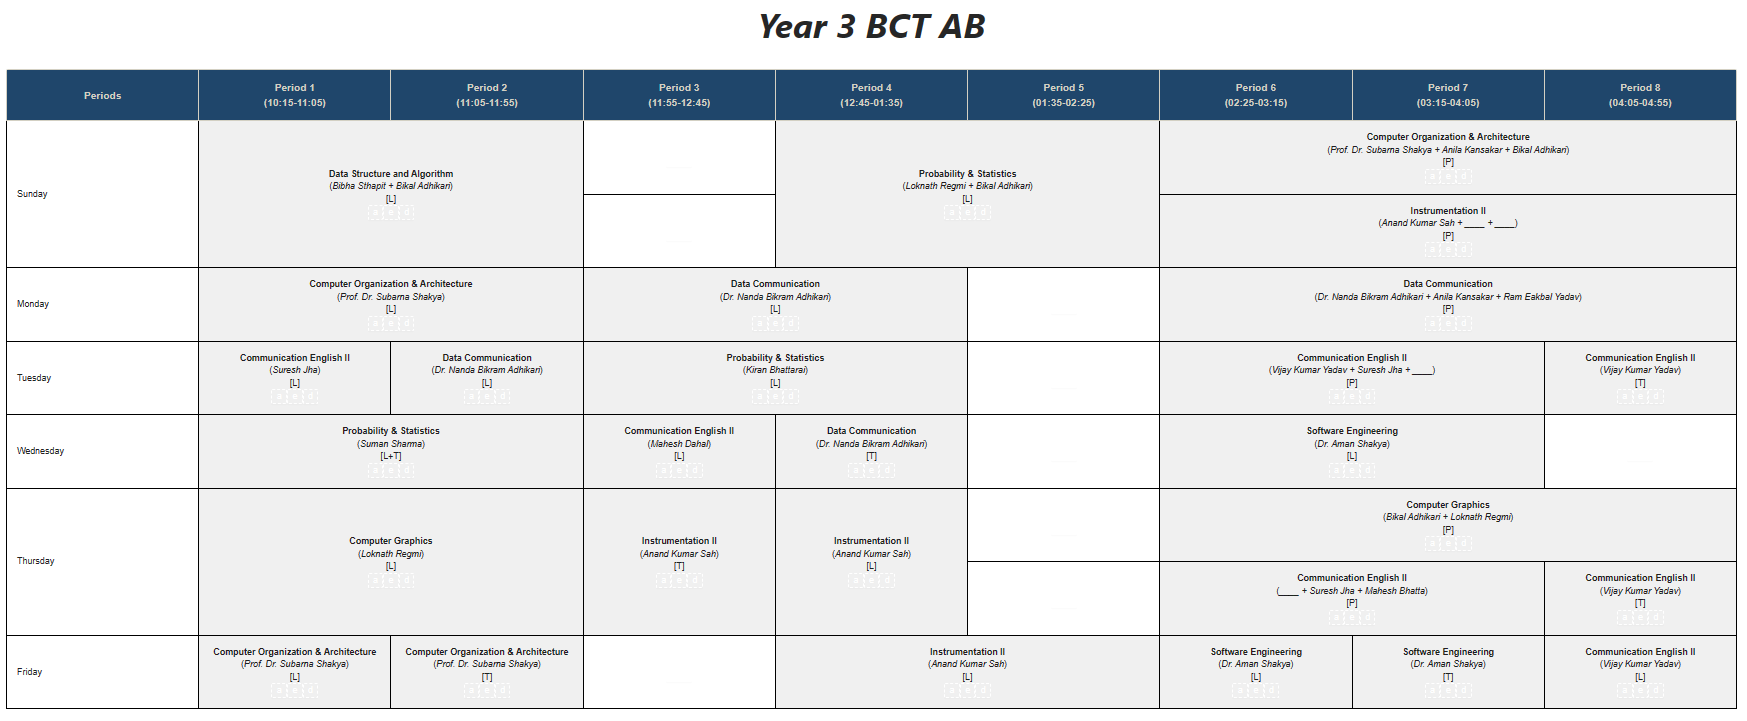 Year 3 BCT AB
Periods
Period 1
(10:15-11:05)
Period 2
(11:05-11:55)
Period 3
(11:55-12:45)
Period 4
(12:45-01:35)
Period 5
(01:35-02:25)
Period 6
(02:25-03:15)
Period 7
(03:15-04:05)
Period 8
(04:05-04:55)
Sunday
Data Structure and Algorithm
(Bibha Sthapit + Bikal Adhikari)
[L]
a e d
Probability & Statistics
(Loknath Regmi + Bikal Adhikari)
[L]
a e d
Computer Organization & Architecture
(Prof. Dr. Subarna Shakya + Anila Kansakar + Bikal Adhikari)
[P]
a e d
Instrumentation II
(Anand Kumar Sah + ____ + ____)
[P]
a e d
Monday
Computer Organization & Architecture
(Prof. Dr. Subarna Shakya)
[L]
a e d
Data Communication
(Dr. Nanda Bikram Adhikari)
[L]
a e d
Data Communication
(Dr. Nanda Bikram Adhikari + Anila Kansakar + Ram Eakbal Yadav)
[P]
a e d
Tuesday
Communication English II
(Suresh Jha)
[L]
a e d
Data Communication
(Dr. Nanda Bikram Adhikari)
[L]
a e d
Probability & Statistics
(Kiran Bhattarai)
[L]
a e d
Communication English II
(Vijay Kumar Yadav + Suresh Jha + ____)
[P]
a e d
Communication English II
(Vijay Kumar Yadav)
[T]
a e d
Wednesday
Probability & Statistics
(Suman Sharma)
[L+T]
a e d
Communication English II
(Mahesh Dahal)
[L]
a e d
Data Communication
(Dr. Nanda Bikram Adhikari)
[T]
a e d
Software Engineering
(Dr. Aman Shakya)
[L]
a e d
Thursday
Computer Graphics
(Loknath Regmi)
[L]
a e d
Instrumentation II
(Anand Kumar Sah)
[T]
a e d
Instrumentation II
(Anand Kumar Sah)
[L]
a e d
Computer Graphics
(Bikal Adhikari + Loknath Regmi)
[P]
a e d
Communication English II
(____ + Suresh Jha + Mahesh Bhatta)
[P]
a e d
Communication English II
(Vijay Kumar Yadav)
[T]
a e d
Friday
Computer Organization & Architecture
(Prof. Dr. Subarna Shakya)
[L]
a e d
Computer Organization & Architecture
(Prof. Dr. Subarna Shakya)
[T]
a e d
Instrumentation II
(Anand Kumar Sah)
[L]
a e d
Software Engineering
(Dr. Aman Shakya)
[L]
a e d
Software Engineering
(Dr. Aman Shakya)
[T]
a e d
Communication English II
(Vijay Kumar Yadav)
[L]
a e d